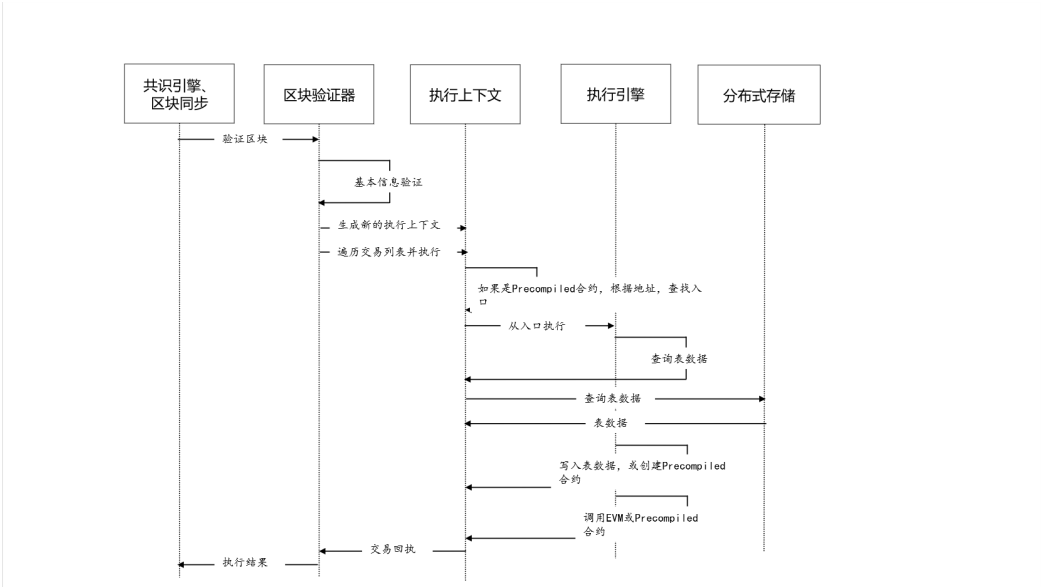 共识引擎、
区块同步
区块验证器
执行上下文
执行引擎
分布式存储
验证区块
基本信息验证
生成新的执行上下文
遍历交易列表并执行
如果是Precompiled合约，根据地址，查找入
口
从入口执行
查询表数据
查询表数据
表数据
写入表数据，或创建Precompiled
合约
调用EVM或Precompiled
合约
交易回执
执行结果